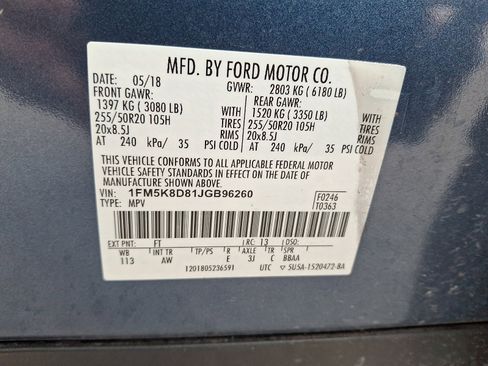 MFD. BY FORD MOTOR CO.
DATE: 05/18 GVWR: 2803 KG ( 6180 LB)
FRONT GAWR: REAR GAWR:
1397 KG ( 3080 LB) WITH 1520 KG ( 3350 LB) WITH
255/50R20 105H TIRES 255/50R20 105H TIRES
20x8.5J RIMS 20x8.5J RIMS
AT 240 kPa/ 35 PSI COLD AT 240 kPa/ 35 PSI COLD
THIS VEHICLE CONFORMS TO ALL APPLICABLE FEDERAL MOTOR
VEHICLE SAFETY STANDARDS IN EFFECT ON THE DATE OF
MANUFACTURE SHOWN ABOVE.
VIN: 1FM5K8D81JGB96260 F0246
TYPE: MPV T0363
EXT PNT: FT RC: 13 DSO:
WB INT TR TP/PS R AXLE TR SPR
113 AW E 3J C BBAA
1201805236591 UTC ▽ 5U5A-1520472-BA